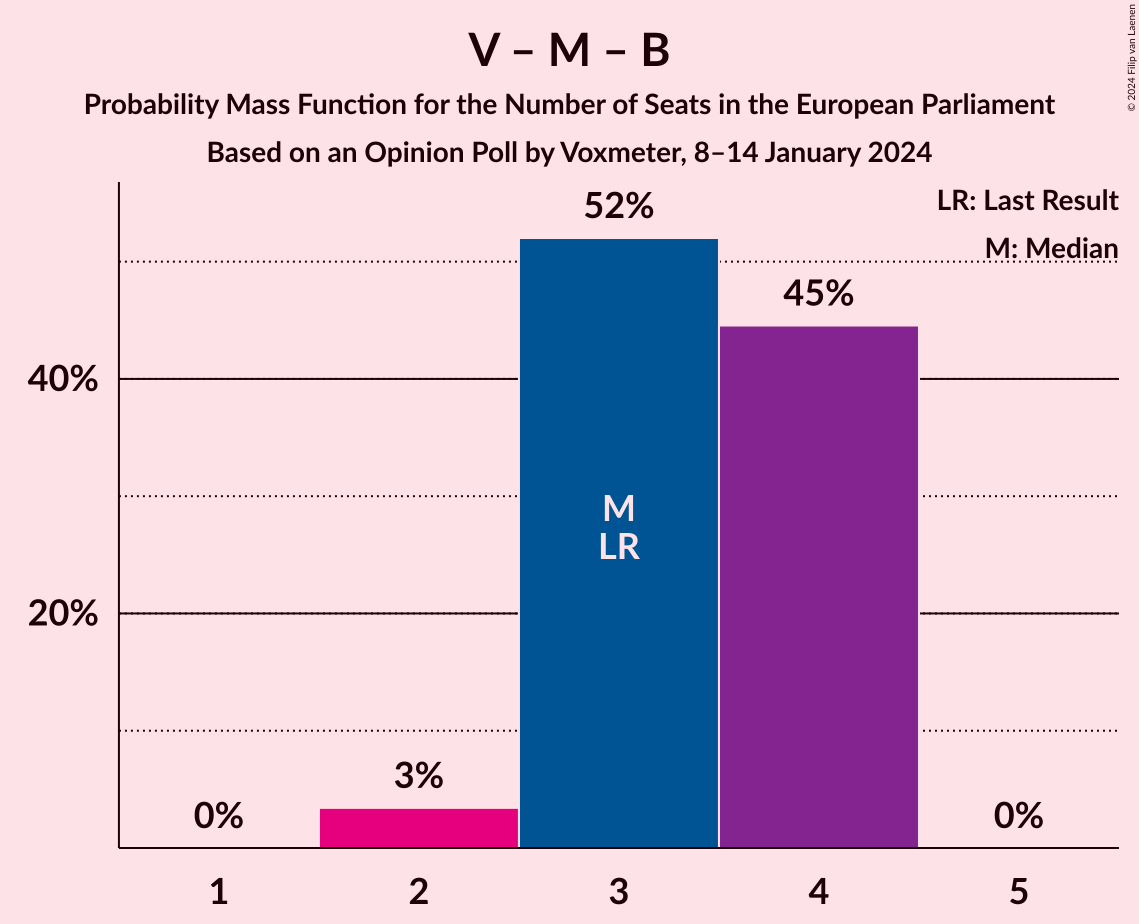 V – M – B
Probability Mass Function for the Number of Seats in the European Parliament
Based on an Opinion Poll by Voxmeter, 8–14 January 2024
© 2024 Filip van Laenen
LR: Last Result
M: Median
52%
45%
40%
M
LR
20%
3%
0%
0%
1
2
3
4
5